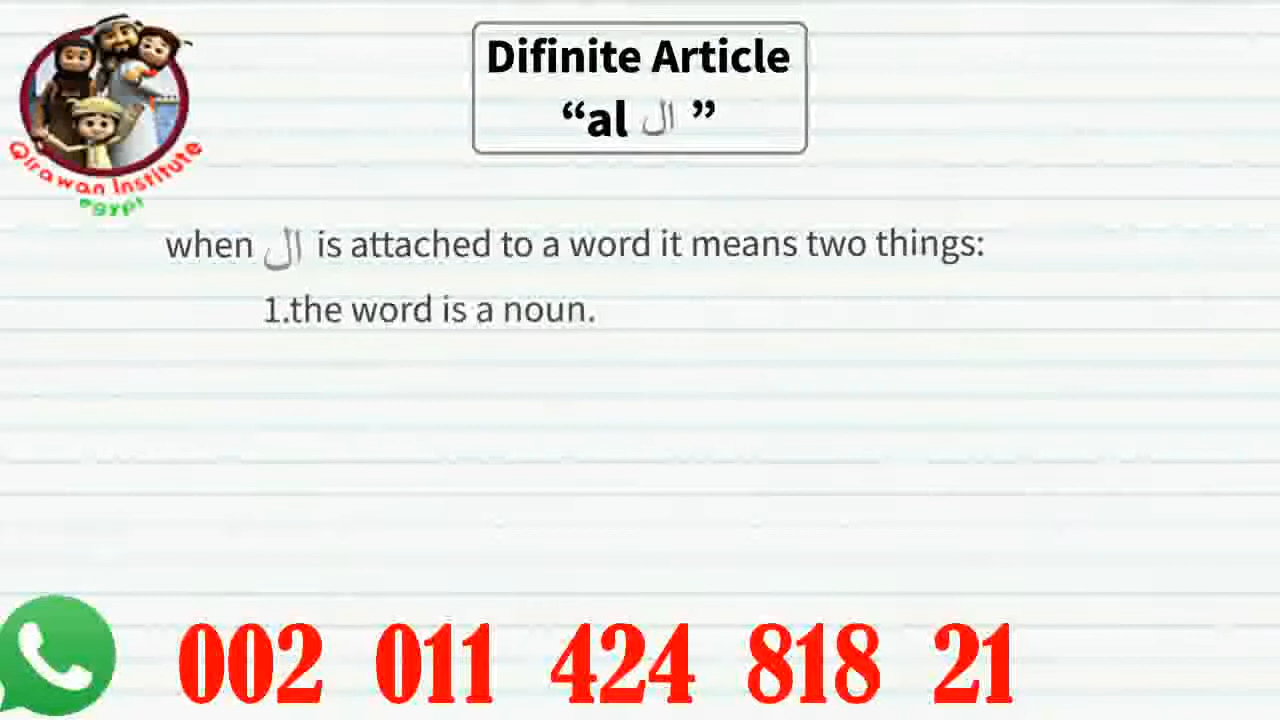 Difinite Article
“al ال ”
Qirawan Institute
egypt
when ال is attached to a word it means two things:
1.the word is a noun.
002 011 424 818 21